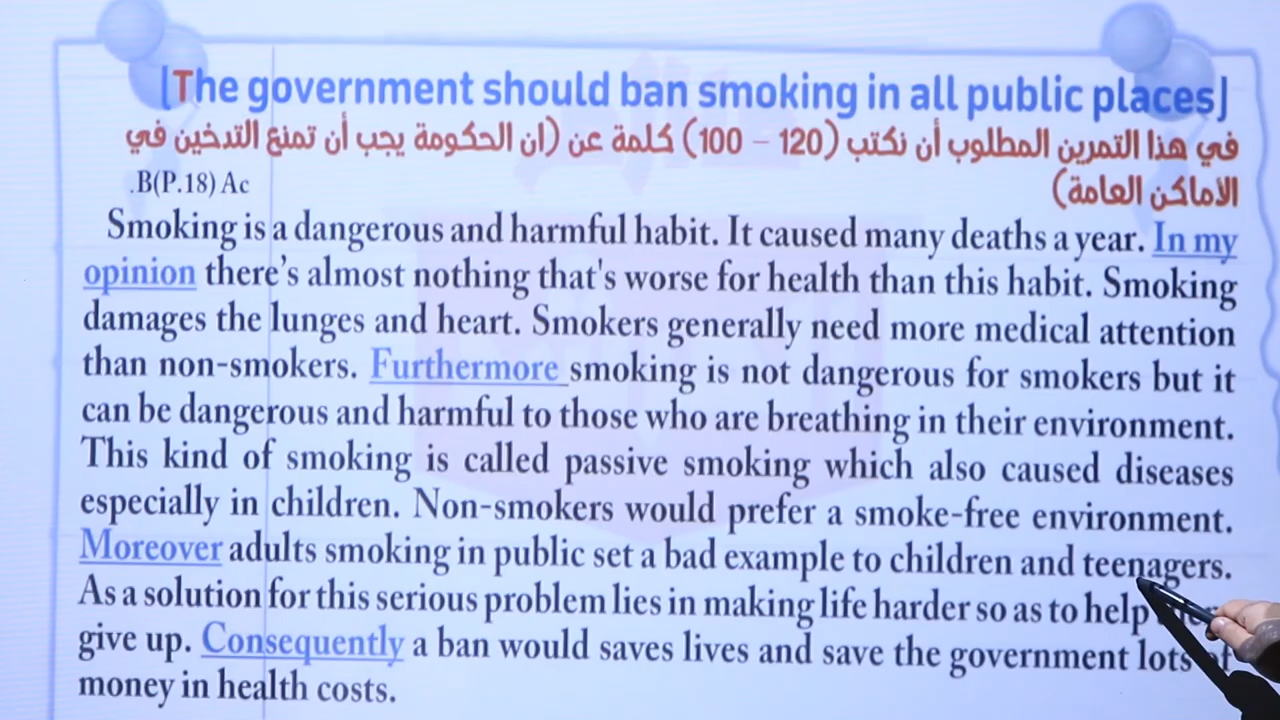 [The government should ban smoking in all public places]
في هذا التمرين المطلوب أن نكتب (120 – 100) كلمة عن (ان الحكومة يجب أن تمنع التدخين في
الأماكن العامة)
.B(P.18) Ac
Smoking is a dangerous and harmful habit. It caused many deaths a year. In my
opinion there's almost nothing that's worse for health than this habit. Smoking
damages the lunges and heart. Smokers generally need more medical attention
than non-smokers. Furthermore smoking is not dangerous for smokers but it
can be dangerous and harmful to those who are breathing in their environment.
This kind of smoking is called passive smoking which also caused diseases
especially in children. Non-smokers would prefer a smoke-free environment.
Moreover adults smoking in public set a bad example to children and teenagers.
As a solution for this serious problem lies in making life harder so as to help
give up. Consequently a ban would saves lives and save the government lots of
money in health costs.